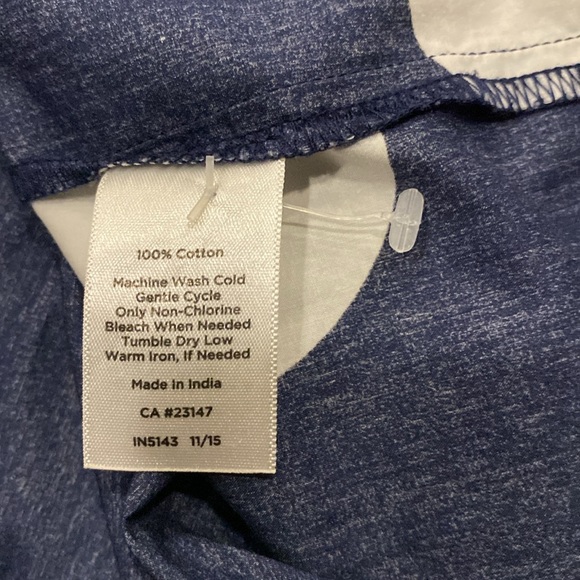 100% Cotton
Machine Wash Cold
Gentle Cycle
Only Non-Chlorine
Bleach When Needed
Tumble Dry Low
Warm Iron, If Needed
Made In India
CA #23147
IN5143 11/15